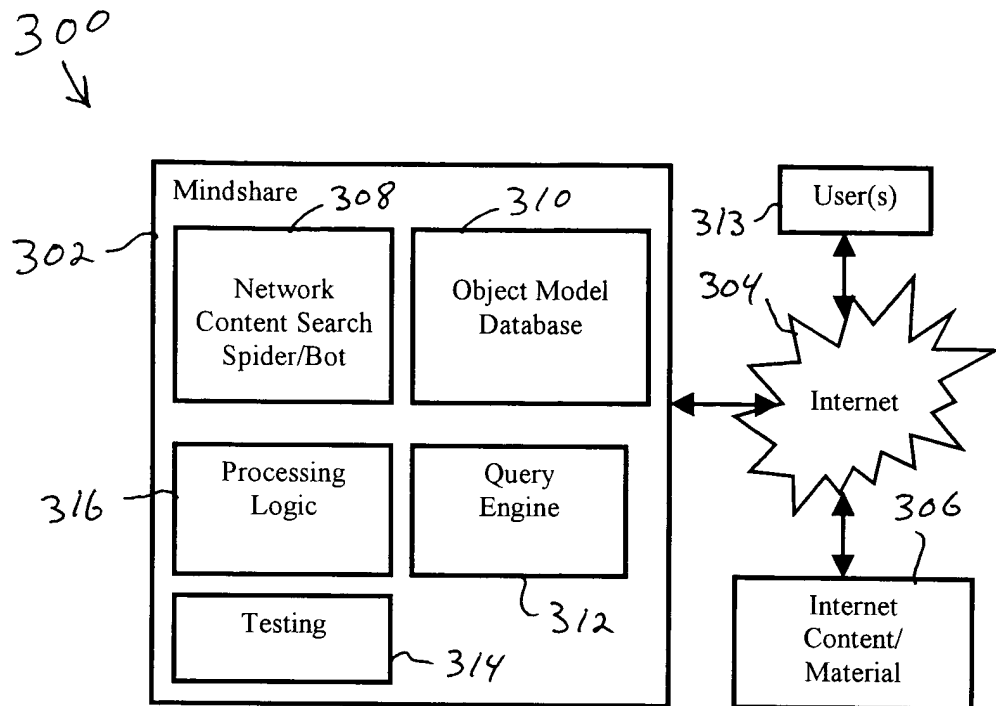 300
Mindshare
308
310
User(s)
313
302
Network
Content Search
Spider/Bot
Object Model
Database
304
Internet
Processing
Logic
Query
Engine
316
306
Testing
312
314
Internet
Content/
Material